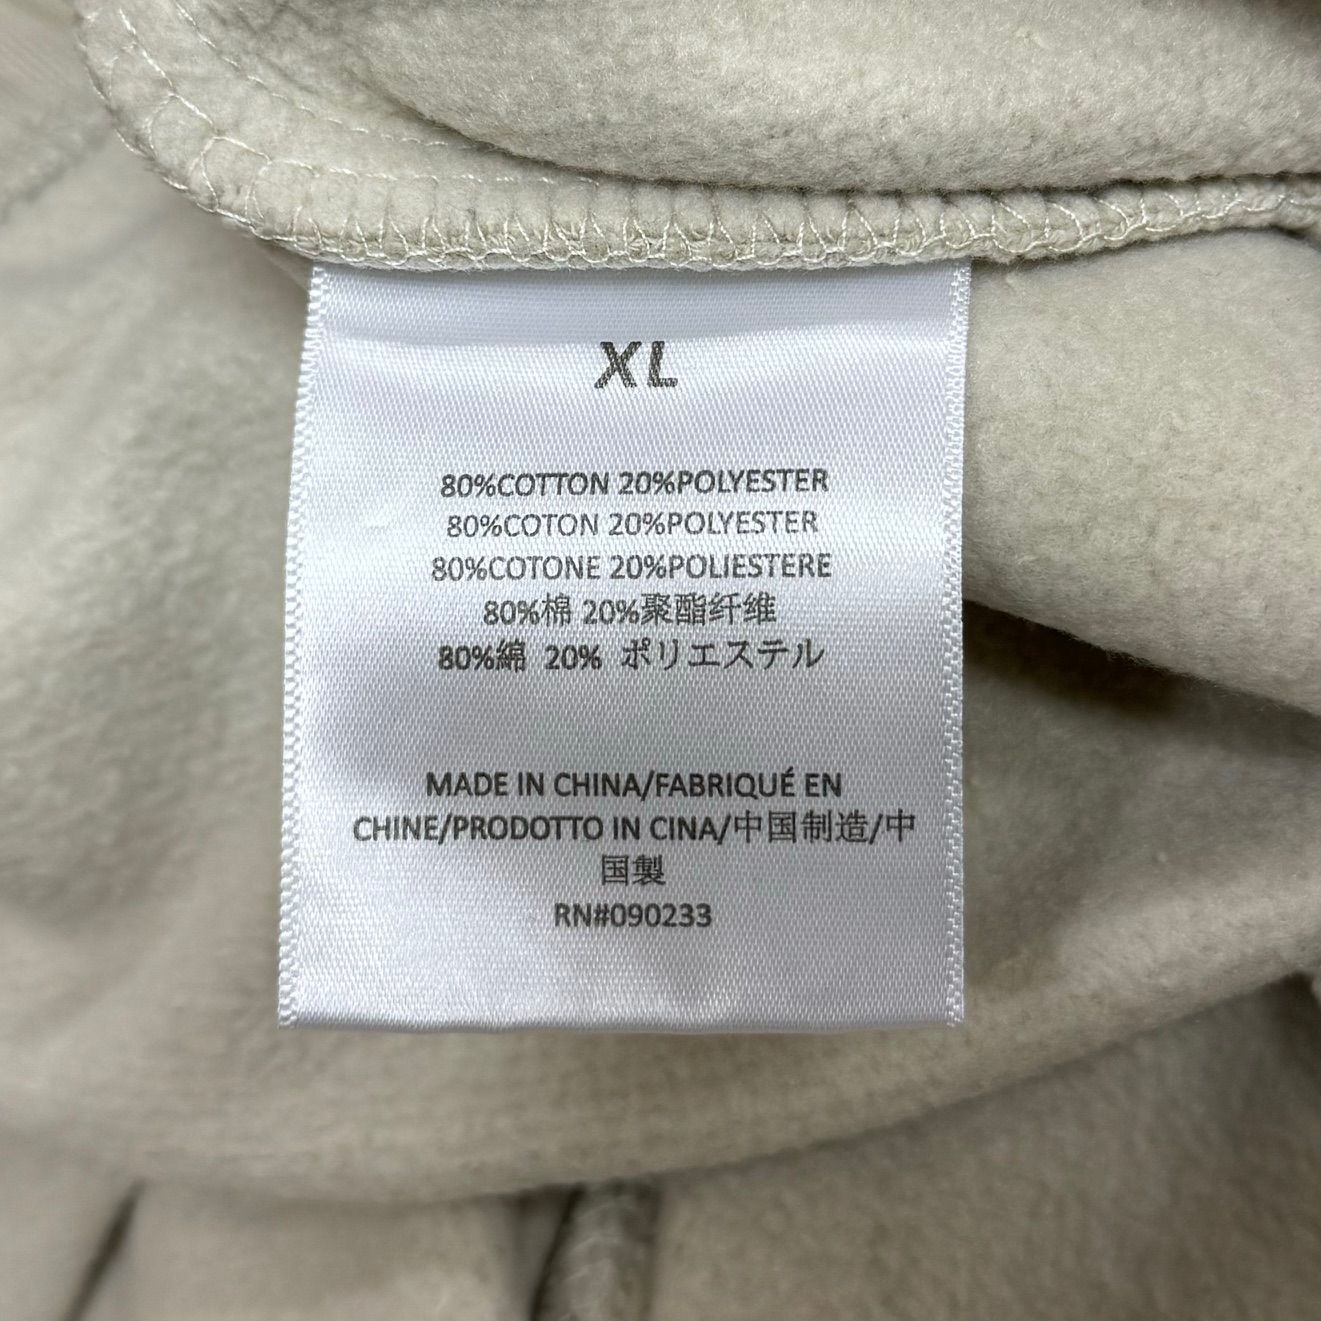 XL
80%COTTON 20%POLYESTER
80%COTON 20%POLYESTER
80%COTONE 20%POLIESTERE
80%棉 20%聚酯纤维
80%綿 20% ポリエステル
MADE IN CHINA/FABRIQUÉ EN
CHINE/PRODOTTO IN CINA/中国制造/中
国製
RN#090233